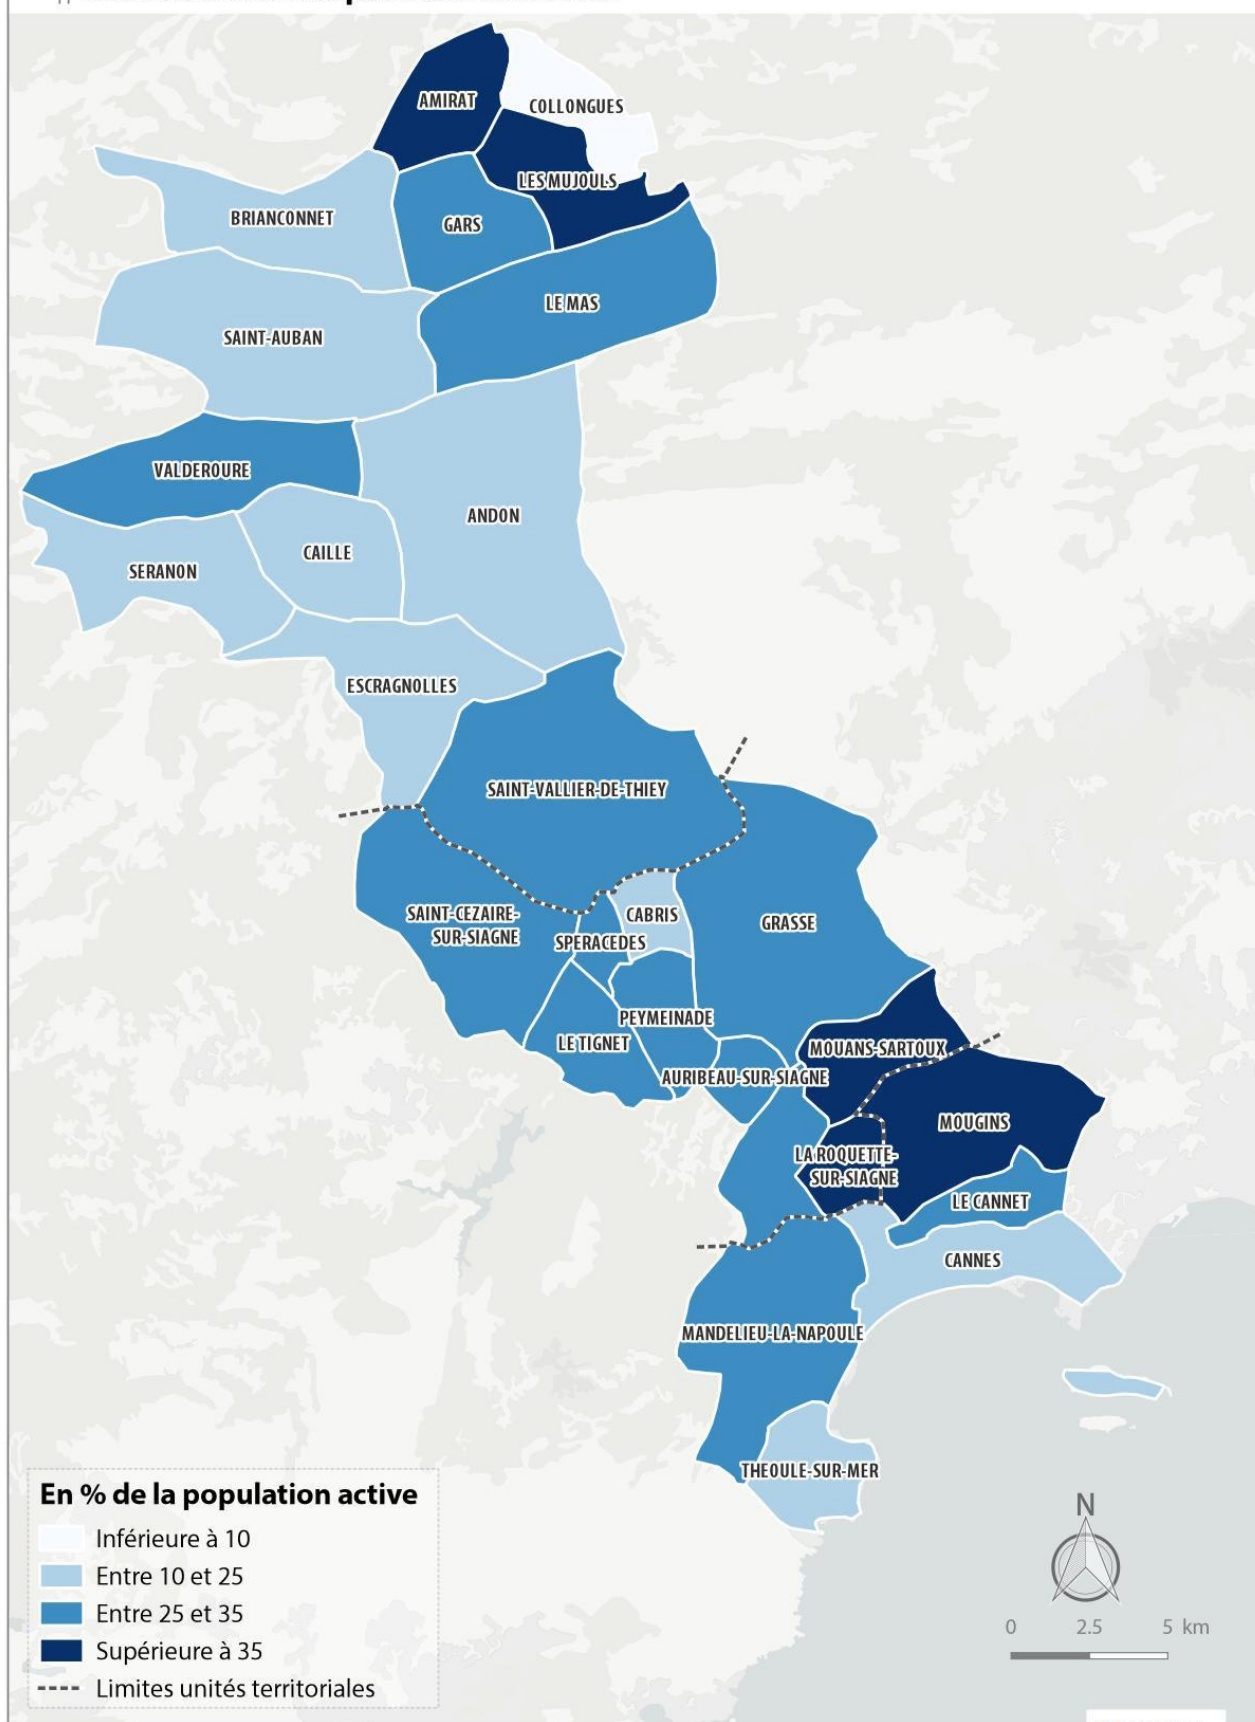 AMIRAT
COLLONGUES
LES MUJOULS
BRIANCONNET
GARS
LE MAS
SAINT-AUBAN
VALDEROURE
ANDON
CAILLE
SERANON
ESCRAGNOLLES
SAINT-VALLIER-DE-THIEY
SAINT-CEZAIRE-
SUR-SIAGNE
CABRIS
GRASSE
SPERACEDES
PEYMEINADE
LE TIGNET
MOUANS-SARTOUX
AURIBEAU-SUR-SIAGNE
MOUGINS
LA ROQUETTE-
SUR-SIAGNE
LE CANNET
CANNES
MANDELIEU-LA-NAPOULE
THEOULE-SUR-MER
En % de la population active
Inférieure à 10
Entre 10 et 25
Entre 25 et 35
Supérieure à 35
Limites unités territoriales
N
0 2.5 5 km